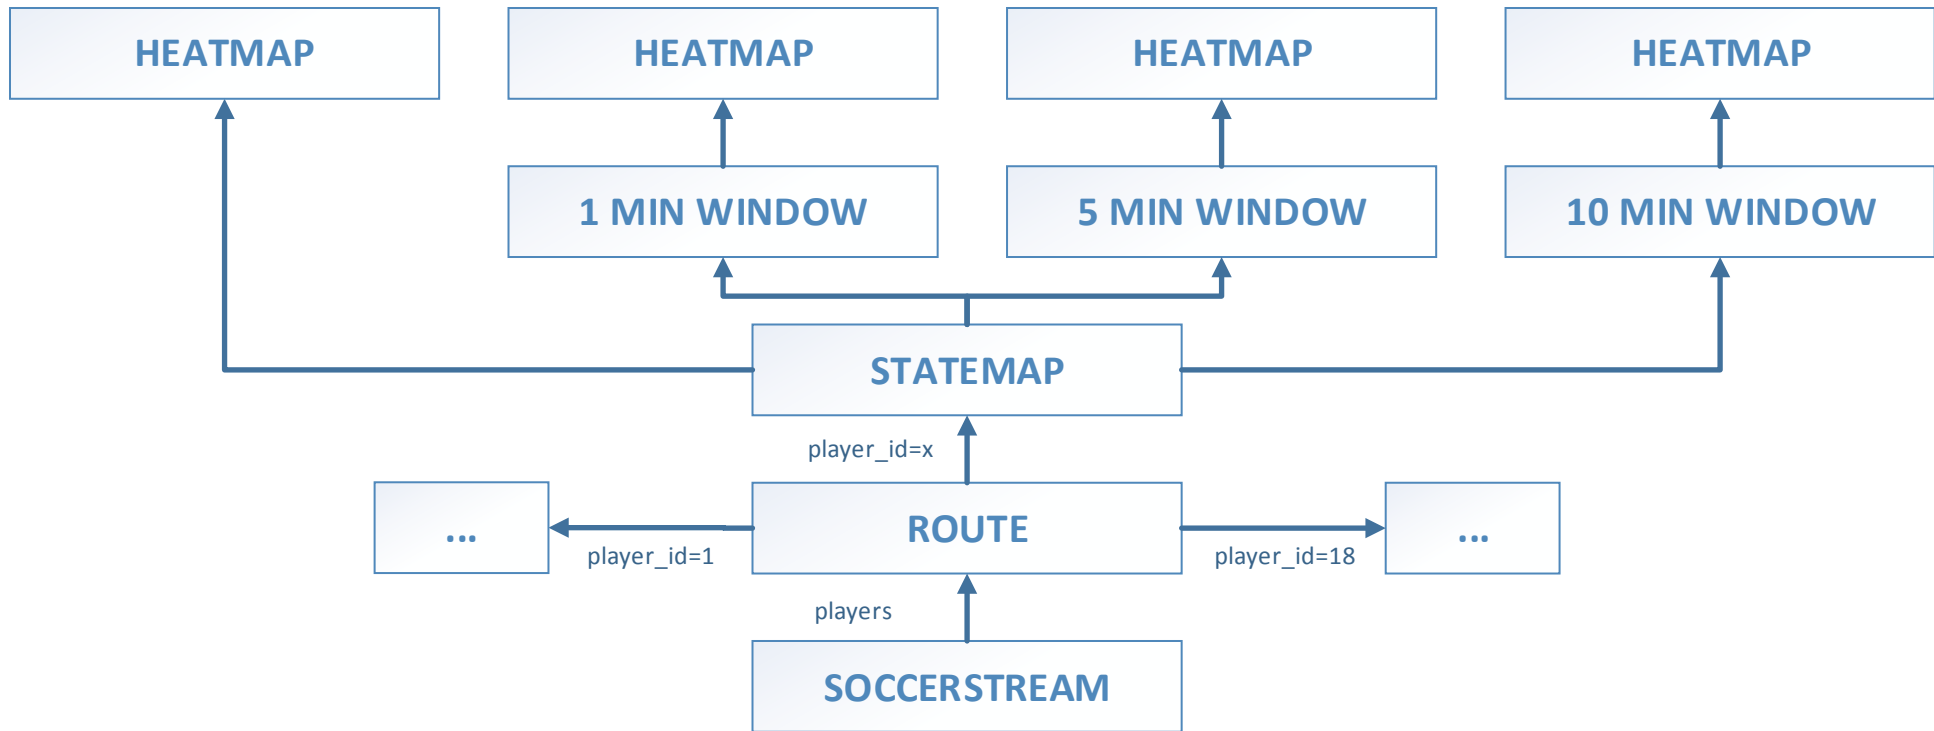 HEATMAP
HEATMAP
HEATMAP
HEATMAP
1 MIN WINDOW
5 MIN WINDOW
10 MIN WINDOW
STATEMAP
player_id=x
...
ROUTE
...
player_id=1
player_id=18
players
SOCCERSTREAM